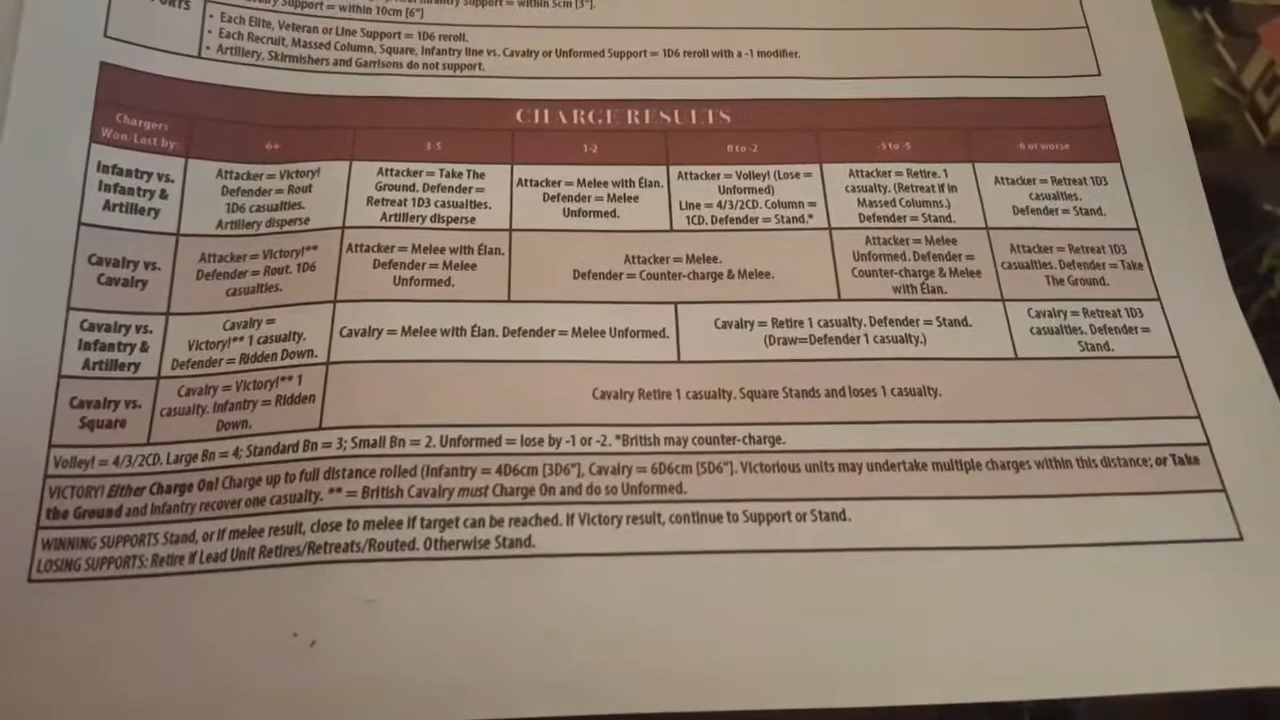 Support = within 10cm [6"]
Support = within 5cm [3"].
• Each Elite, Veteran or Line Support = 1D6 reroll.
• Each Recruit, Massed Column, Square, Infantry line vs. Cavalry or Unformed Support = 1D6 reroll with a -1 modifier.
• Artillery, Skirmishers and Garrisons do not support.
CHARGE RESULTS
Chargers
Won/Lost by:
6+
3-5
1-2
0 to -2
-3 to -5
-6 or worse
Infantry vs.
Infantry &
Artillery
Attacker = Victory!
Defender = Rout
1D6 casualties.
Artillery disperse
Attacker = Take The
Ground. Defender =
Retreat 1D3 casualties.
Artillery disperse
Attacker = Melee with Élan.
Defender = Melee
Unformed.
Attacker = Volley! (Lose =
Unformed)
Line = 4/3/2CD. Column =
1CD. Defender = Stand.*
Attacker = Retire. 1
casualty. (Retreat if in
Massed Columns.)
Defender = Stand.
Attacker = Retreat 1D3
casualties.
Defender = Stand.
Cavalry vs.
Cavalry
Attacker = Victory!**
Defender = Rout. 1D6
casualties.
Attacker = Melee with Élan.
Defender = Melee
Unformed.
Attacker = Melee.
Defender = Counter-charge & Melee.
Attacker = Melee
Unformed. Defender =
Counter-charge & Melee
with Élan.
Attacker = Retreat 1D3
casualties. Defender = Take
The Ground.
Cavalry vs.
Infantry &
Artillery
Cavalry =
Victory!** 1 casualty.
Defender = Ridden Down.
Cavalry = Melee with Élan. Defender = Melee Unformed.
Cavalry = Retire 1 casualty. Defender = Stand.
(Draw=Defender 1 casualty.)
Cavalry = Retreat 1D3
casualties. Defender =
Stand.
Cavalry vs.
Square
Cavalry = Victory!** 1
casualty. Infantry = Ridden
Down.
Cavalry Retire 1 casualty. Square Stands and loses 1 casualty.
Volley! = 4/3/2CD. Large Bn = 4; Standard Bn = 3; Small Bn = 2. Unformed = lose by -1 or -2. *British may counter-charge.
VICTORY! Either Charge On! Charge up to full distance rolled (Infantry = 4D6cm [3D6"], Cavalry = 6D6cm [5D6"]. Victorious units may undertake multiple charges within this distance; or Take
the Ground and Infantry recover one casualty. ** = British Cavalry must Charge On and do so Unformed.
WINNING SUPPORTS Stand, or if melee result, close to melee if target can be reached. If Victory result, continue to Support or Stand.
LOSING SUPPORTS: Retire if Lead Unit Retires/Retreats/Routed. Otherwise Stand.